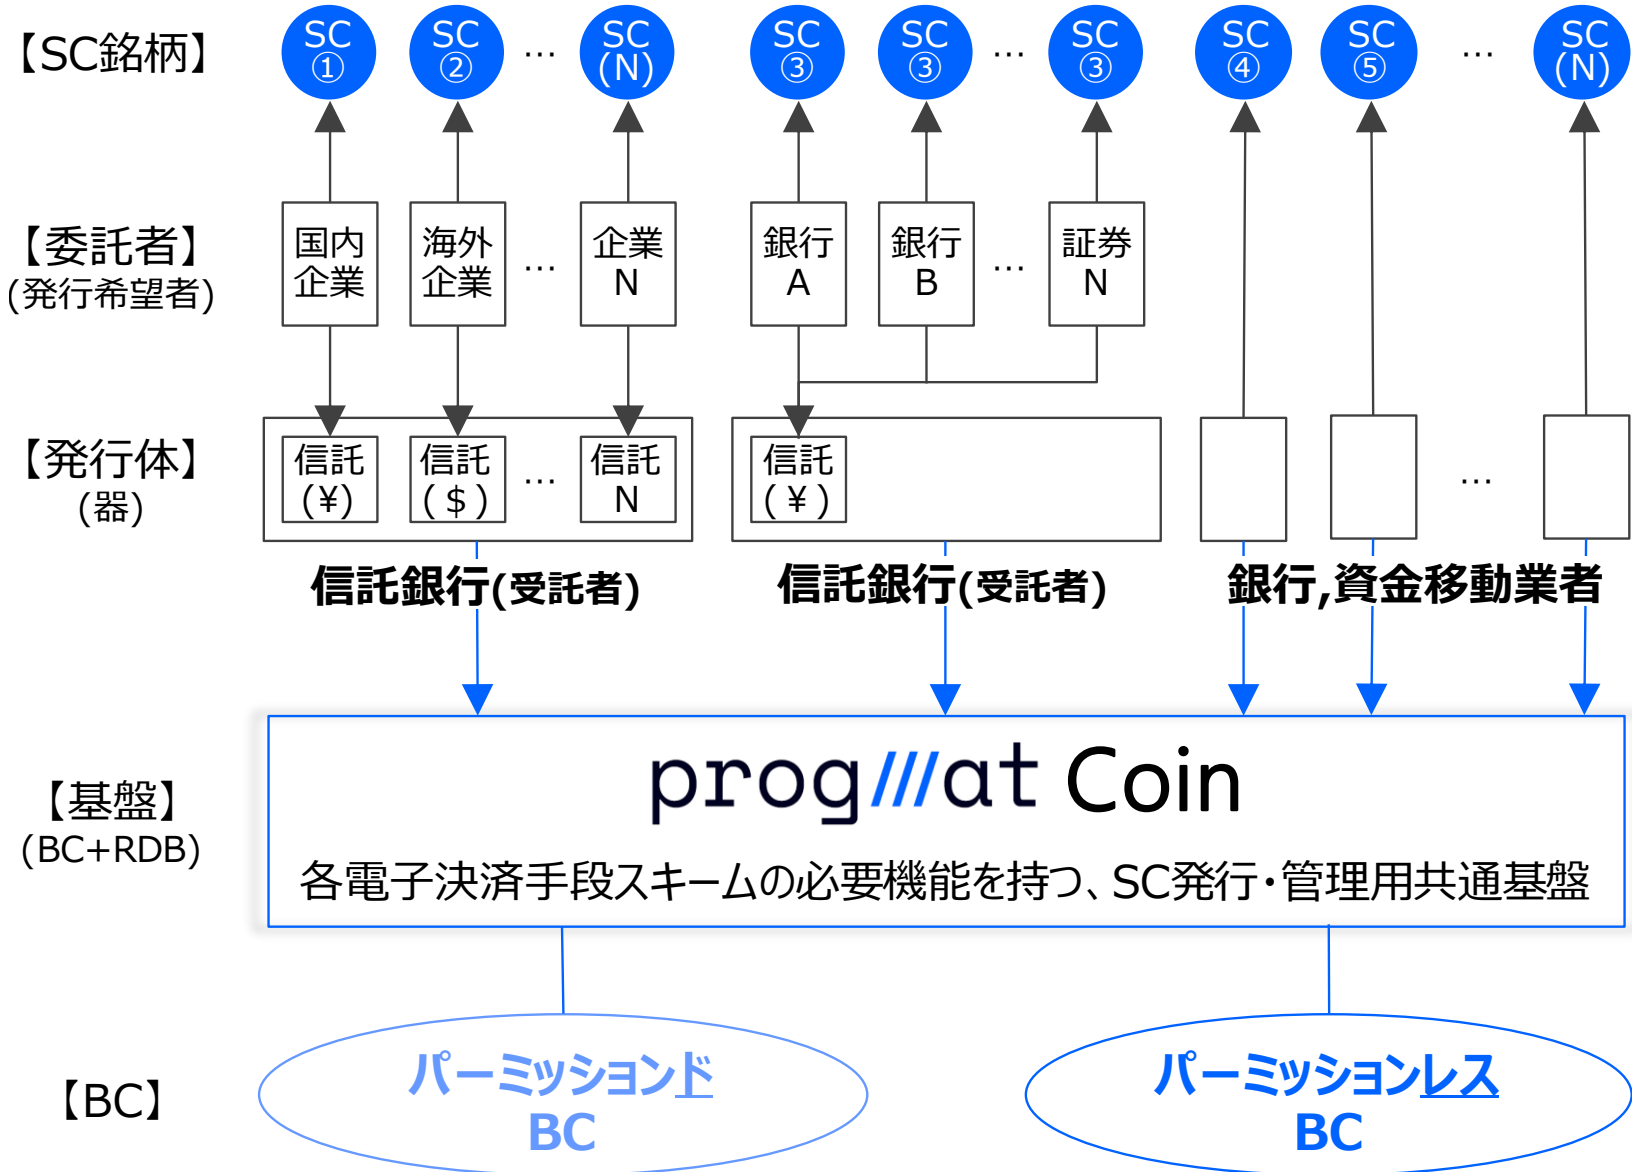 【SC銘柄】
SC
①
SC
②
…
SC
(N)
SC
③
SC
③
…
SC
③
SC
④
SC
⑤
…
SC
(N)
【委託者】
(発行希望者)
国内
企業
海外
企業
…
企業
N
銀行
A
銀行
B
…
証券
N
【発行体】
(器)
信託
(¥)
信託
(＄)
…
信託
N
信託
(￥)
…
信託銀行(受託者)
信託銀行(受託者)
銀行,資金移動業者
【基盤】
(BC+RDB)
progmat Coin
各電子決済手段スキームの必要機能を持つ、SC発行・管理用共通基盤
【BC】
パーミッションド
BC
パーミッションレス
BC